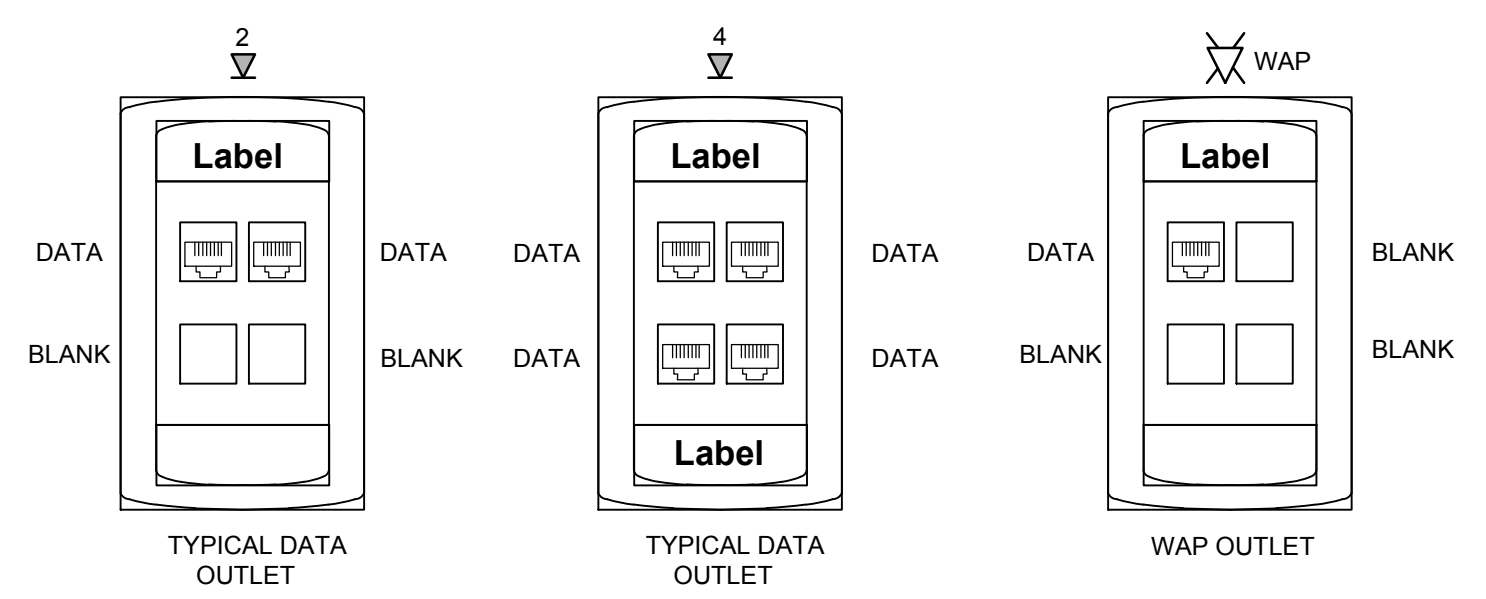 2
4
WAP
Label
Label
Label
DATA
DATA
DATA
DATA
DATA
BLANK
BLANK
BLANK
DATA
DATA
BLANK
BLANK
Label
TYPICAL DATA
OUTLET
TYPICAL DATA
OUTLET
WAP OUTLET